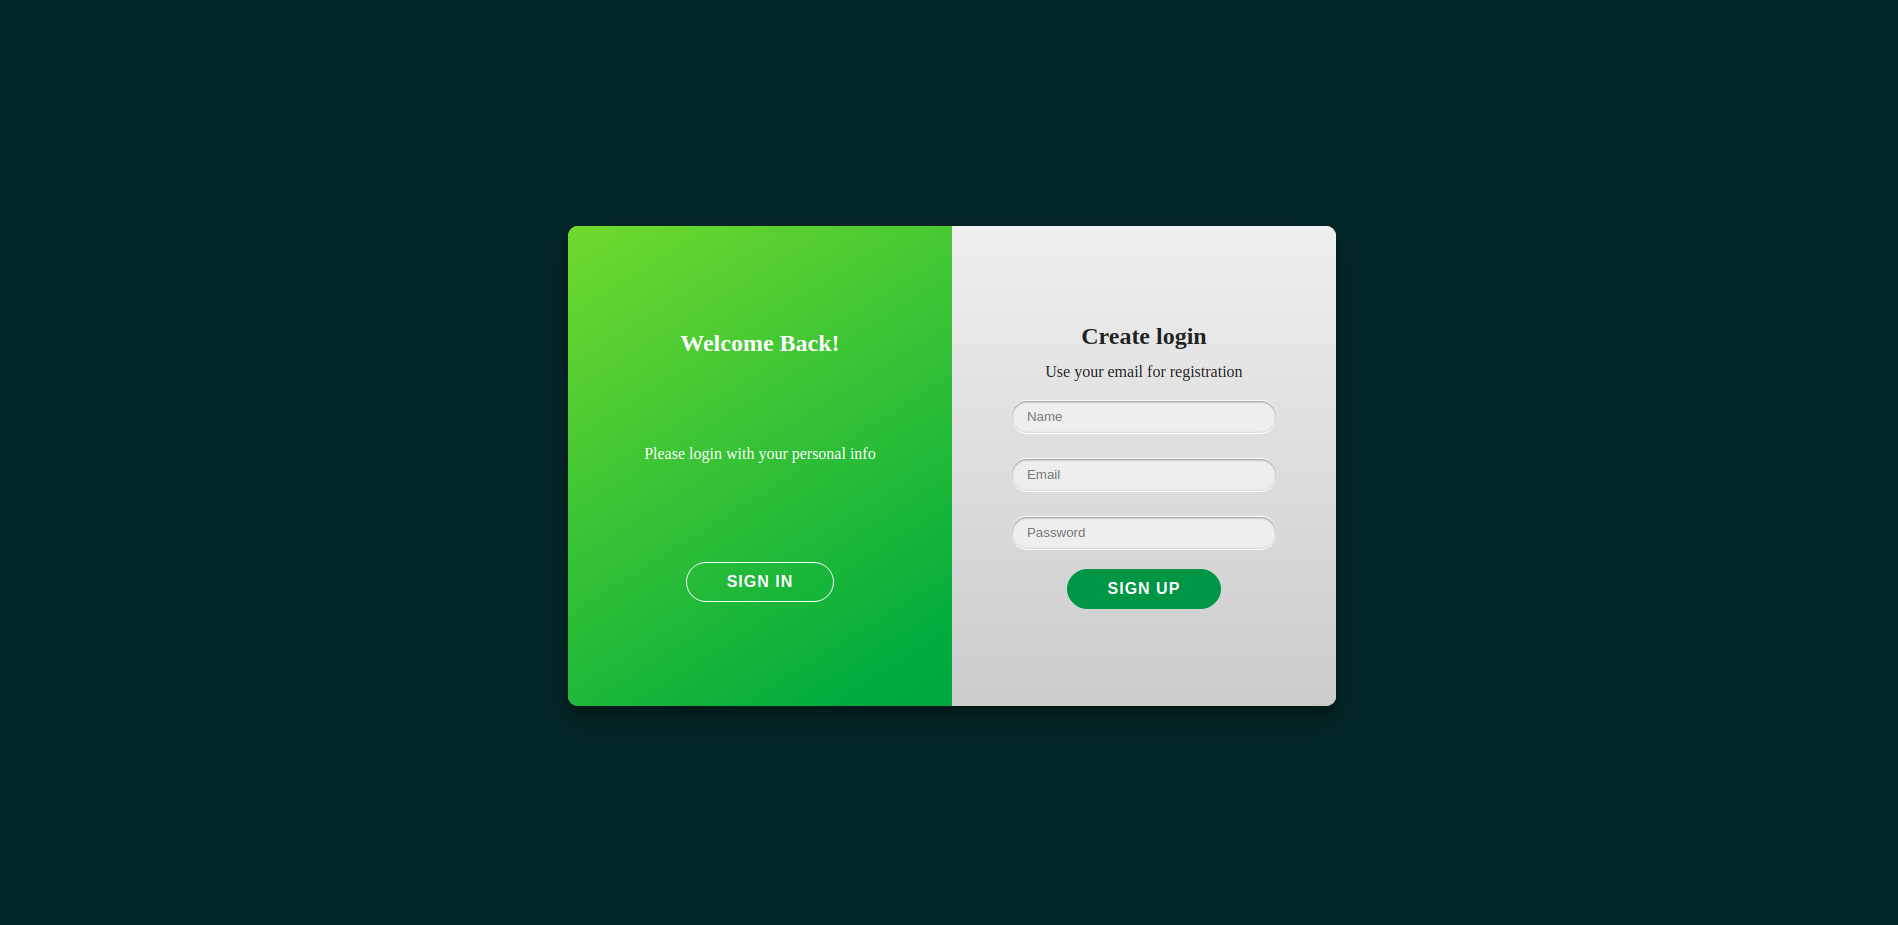 Welcome Back!
Please login with your personal info
SIGN IN
Create login
Use your email for registration
Name
Email
Password
SIGN UP